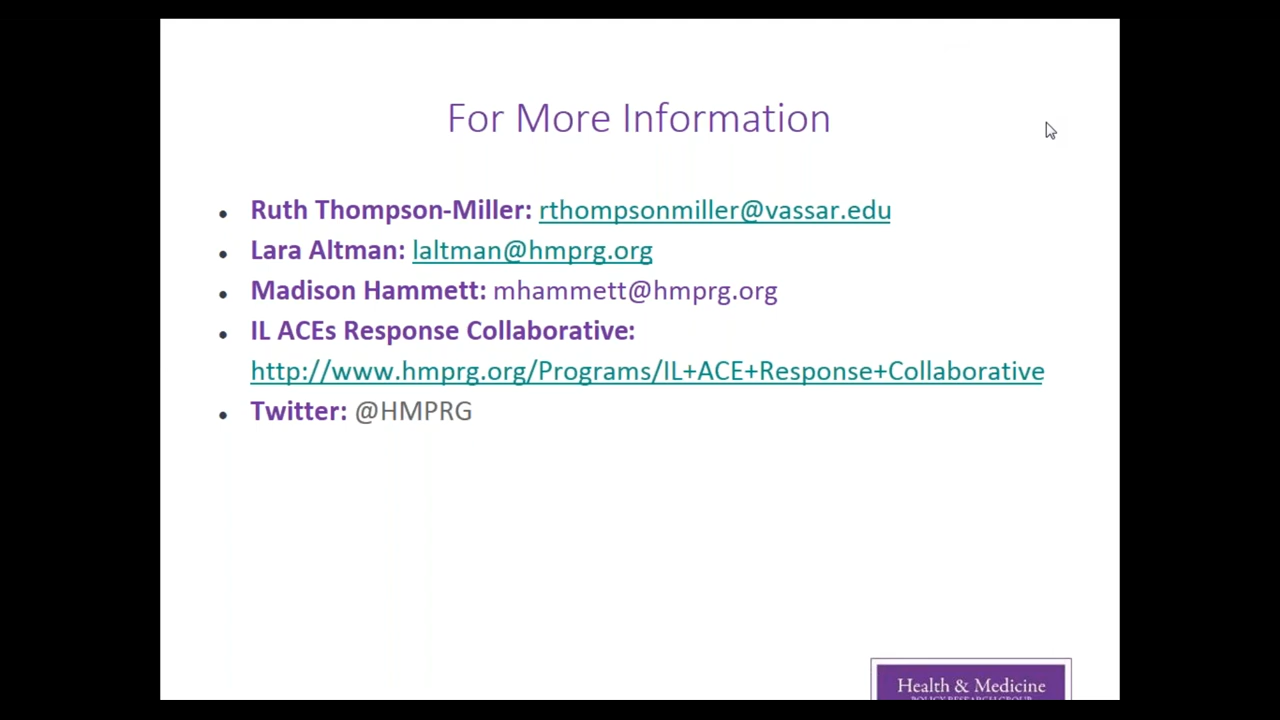 For More Information
• Ruth Thompson-Miller: rthompsonmiller@vassar.edu
• Lara Altman: laltman@hmprg.org
• Madison Hammett: mhammett@hmprg.org
• IL ACEs Response Collaborative:
http://www.hmprg.org/Programs/IL+ACE+Response+Collaborative
• Twitter: @HMPRG
Health & Medicine